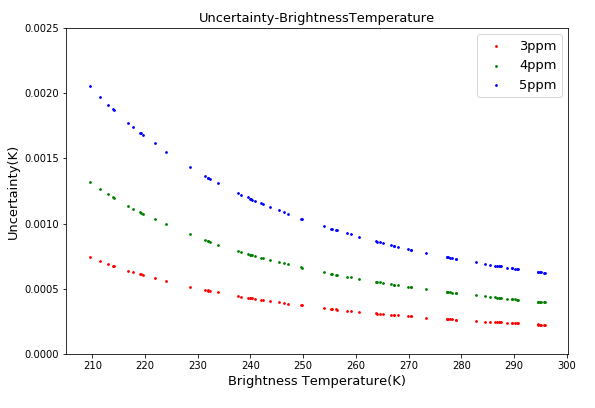 Uncertainty-BrightnessTemperature
3ppm
4ppm
5ppm
Uncertainty(K)
0.0025
0.0020
0.0015
0.0010
0.0005
0.0000
210 220 230 240 250 260 270 280 290 300
Brightness Temperature(K)